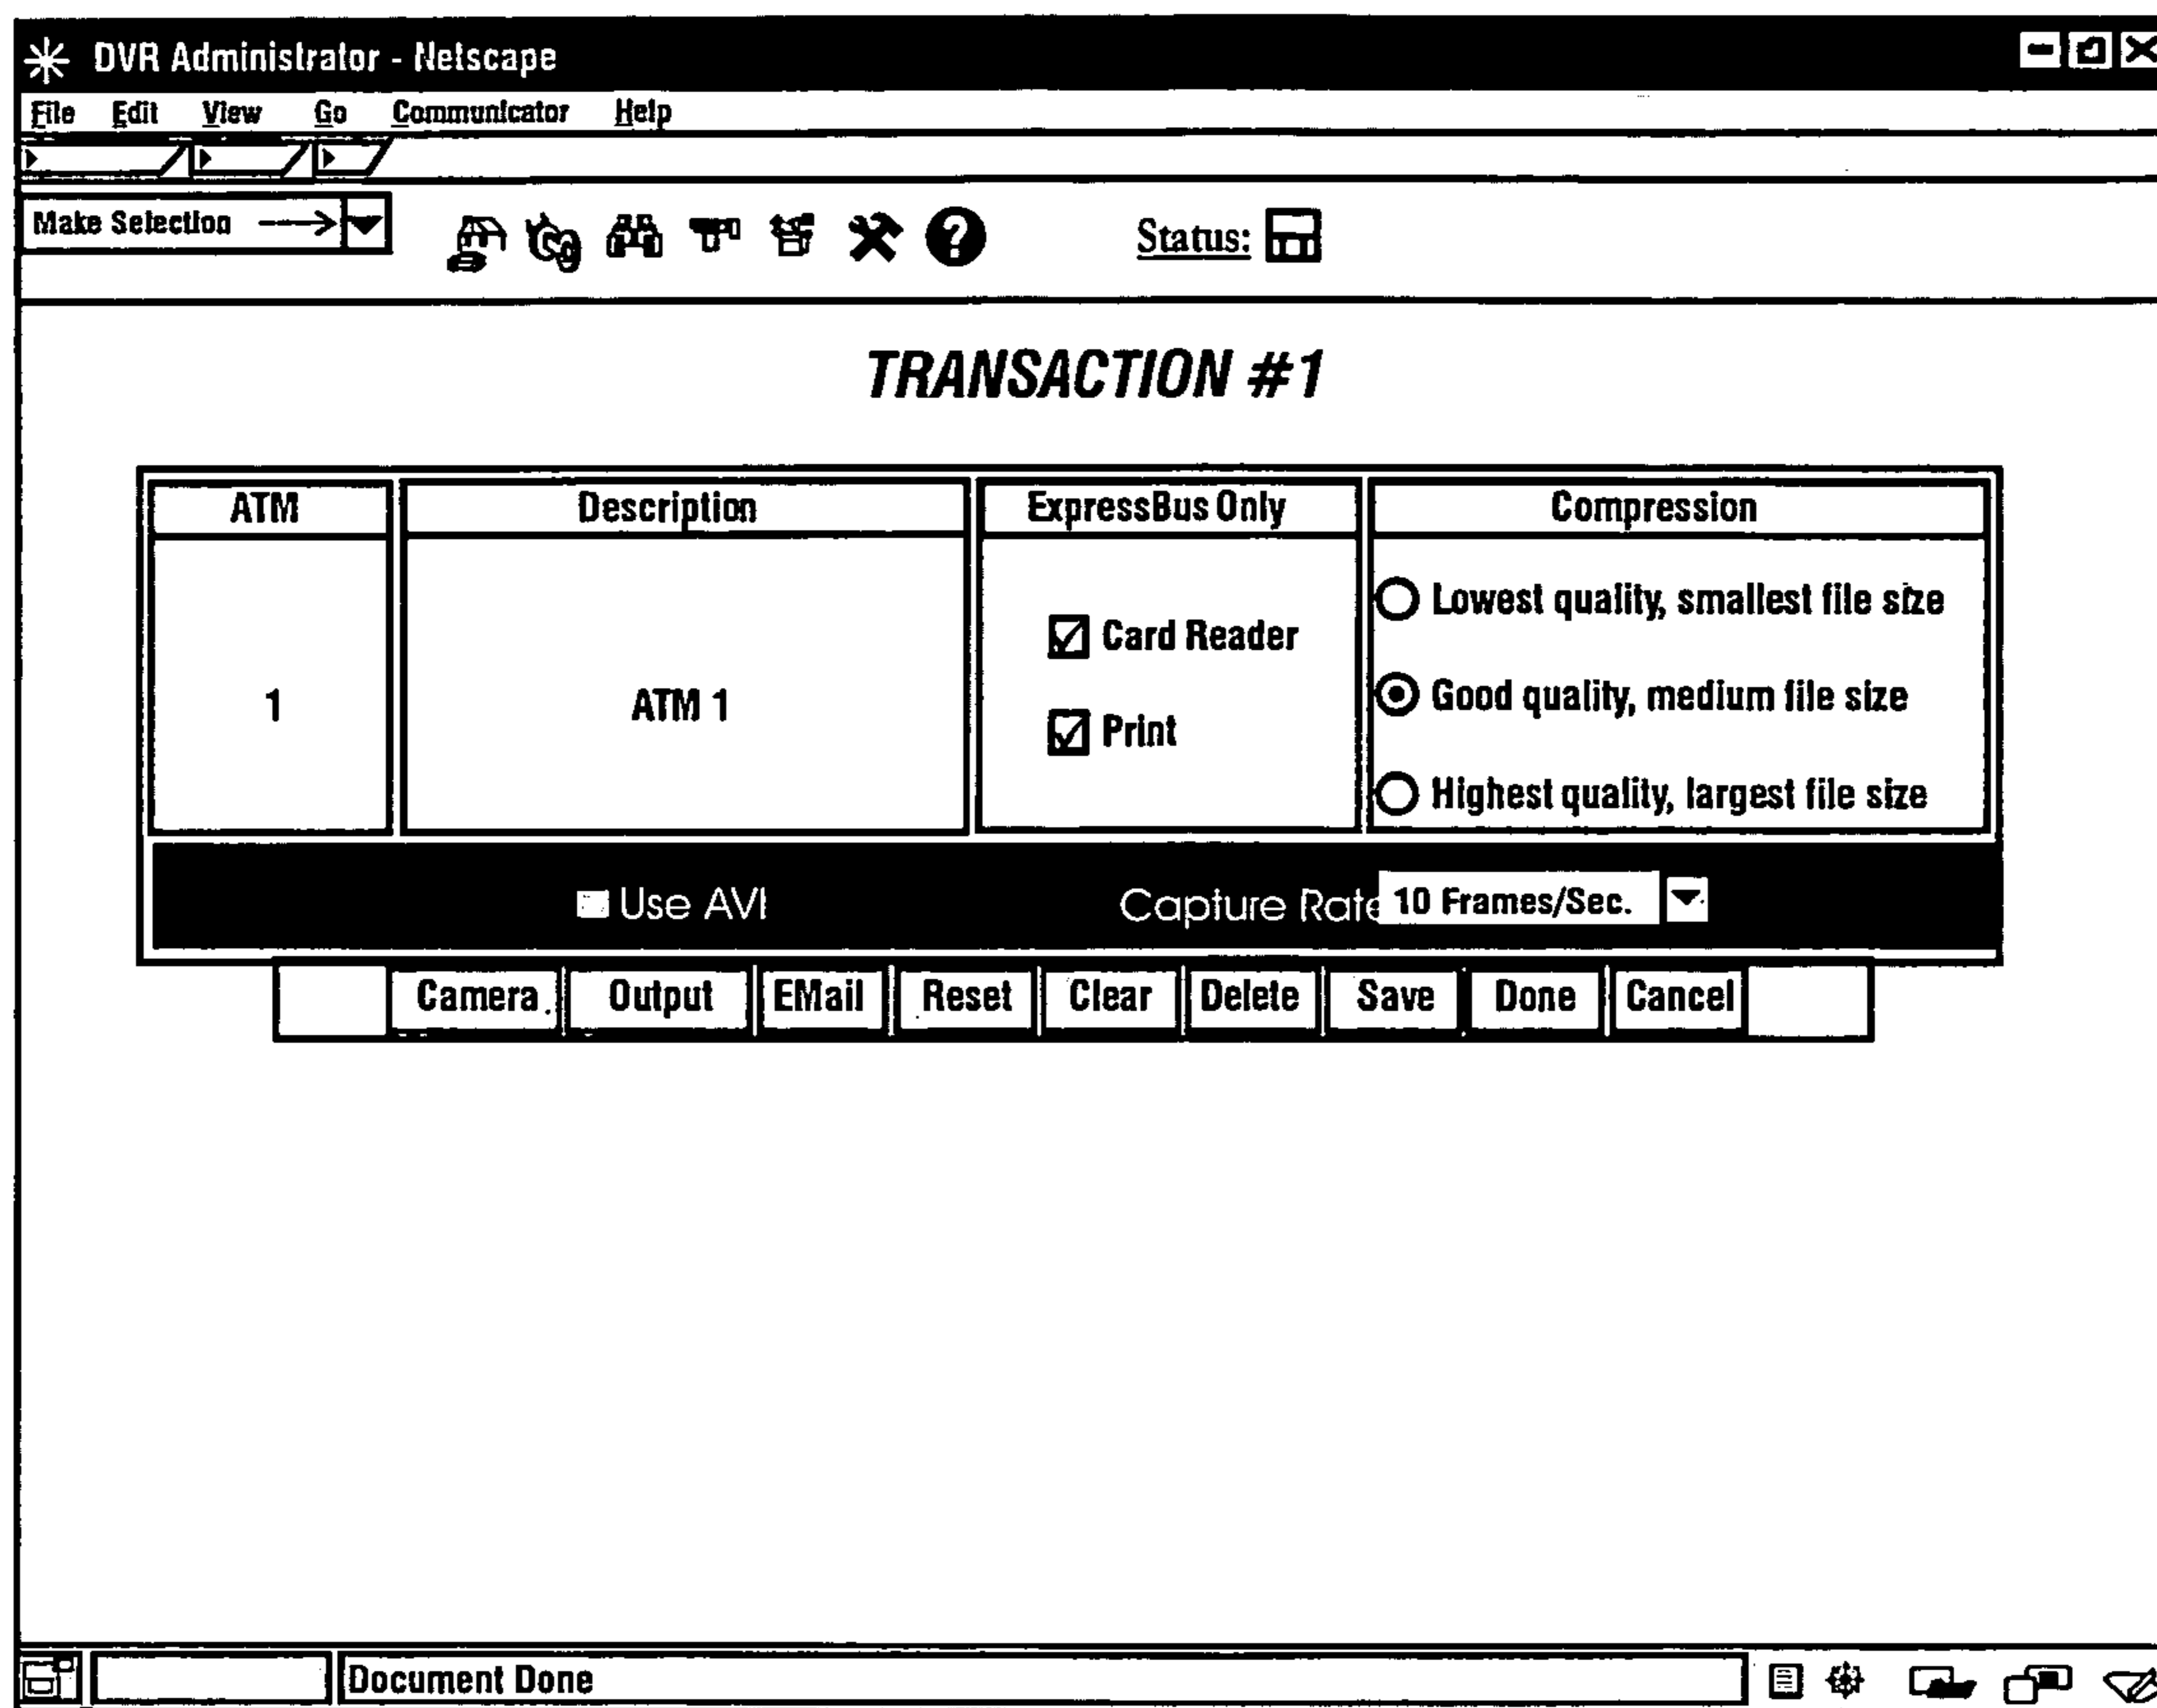 DVR Administrator - Netscape
File Edit View Go Communicator Help
Make Selection Status:
TRANSACTION #1
ATM Description ExpressBus Only Compression
Lowest quality, smallest file size
Card Reader
1 ATM 1 Good quality, medium file size
Print
Highest quality, largest file size
Use AVI Capture Rate 10 Frames/Sec.
Camera Output EMail Reset Clear Delete Save Done Cancel
Document Done